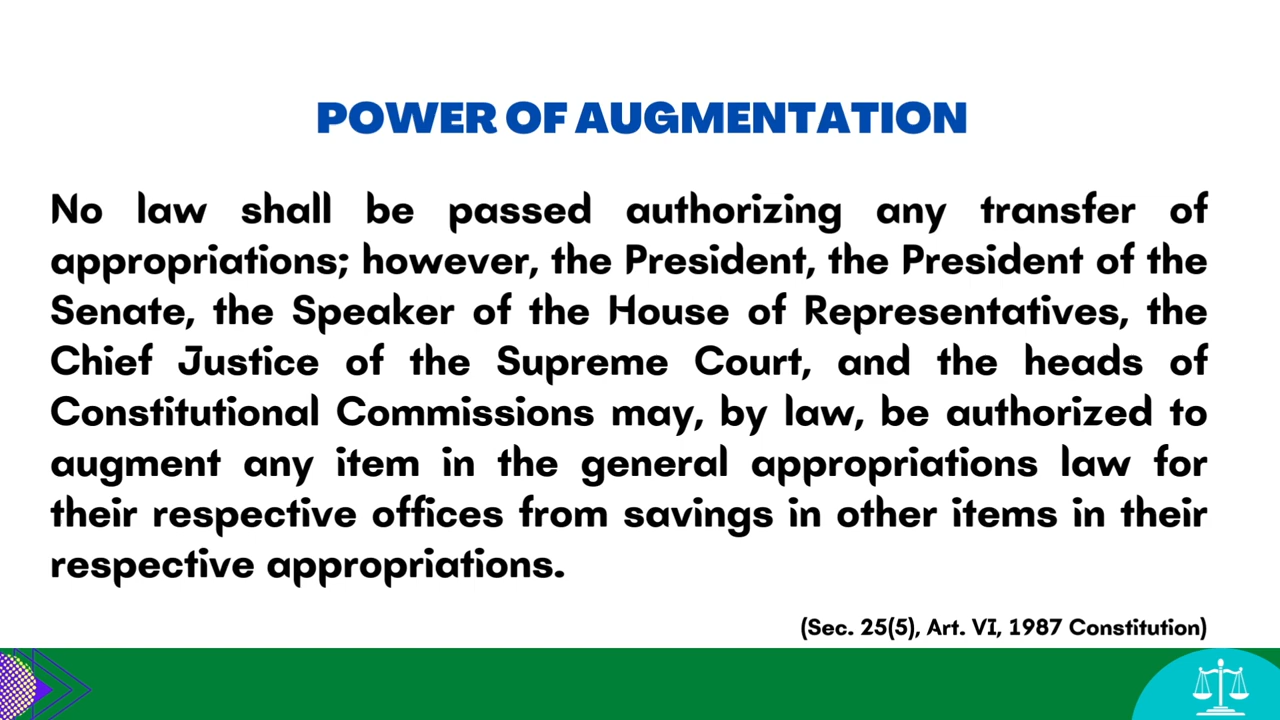 POWER OF AUGMENTATION
No law shall be passed authorizing any transfer of
appropriations; however, the President, the President of the
Senate, the Speaker of the House of Representatives, the
Chief Justice of the Supreme Court, and the heads of
Constitutional Commissions may, by law, be authorized to
augment any item in the general appropriations law for
their respective offices from savings in other items in their
respective appropriations.
(Sec. 25(5), Art. VI, 1987 Constitution)